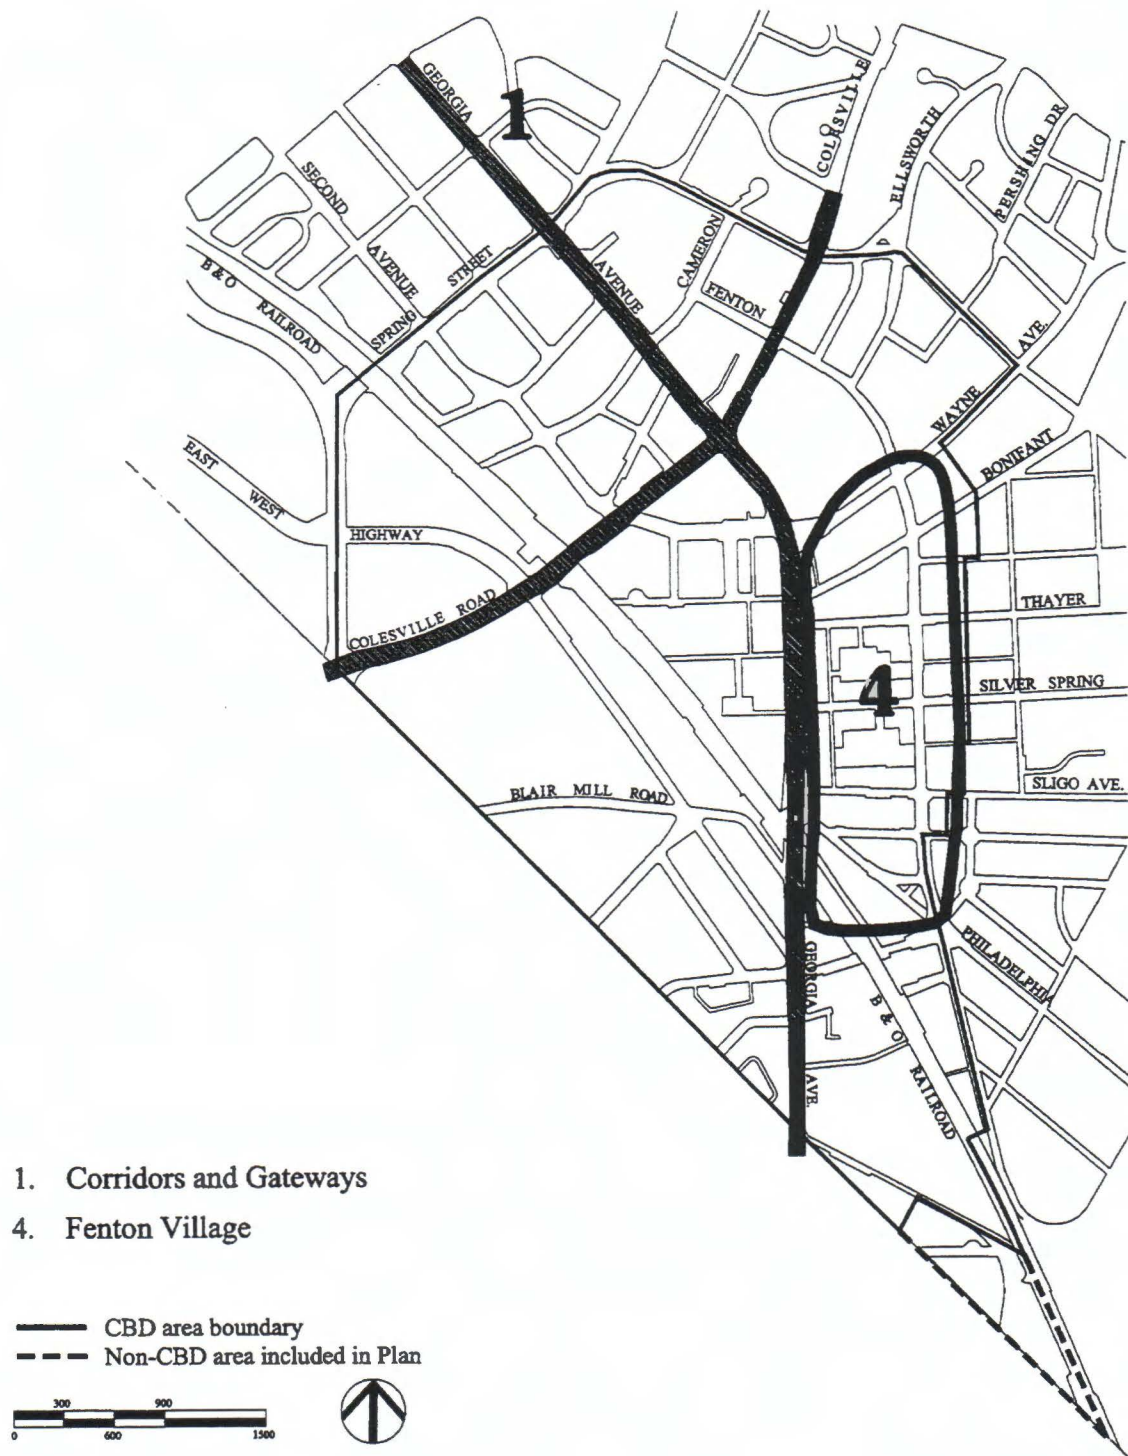 GEORGIA
1
COLESVILLE
ELLSWORTH
PERSHING DR.
SECOND
AVENUE
B & O
RAILROAD
SPRING
STREET
AVENUE
CAMERON
FENTON
WAYNE
AVE.
BONIFANT
EAST
WEST
HIGHWAY
COLESVILLE ROAD
THAYER
4
SILVER SPRING
SLIGO AVE.
BLAIR MILL ROAD
PHILADELPHIA
GEORGIA
AVE.
B & O
RAILROAD
1. Corridors and Gateways
4. Fenton Village
CBD area boundary
Non-CBD area included in Plan
300 900
0 600 1500